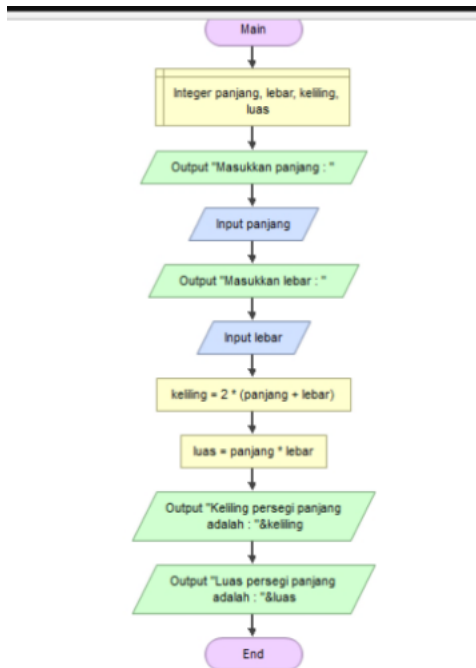 Main
Integer panjang, lebar, keliling,
luas
Output "Masukkan panjang : "
Input panjang
Output "Masukkan lebar : "
Input lebar
keliling = 2 * (panjang + lebar)
luas = panjang * lebar
Output "Keliling persegi panjang
adalah : "&keliling
Output "Luas persegi panjang
adalah : "&luas
End